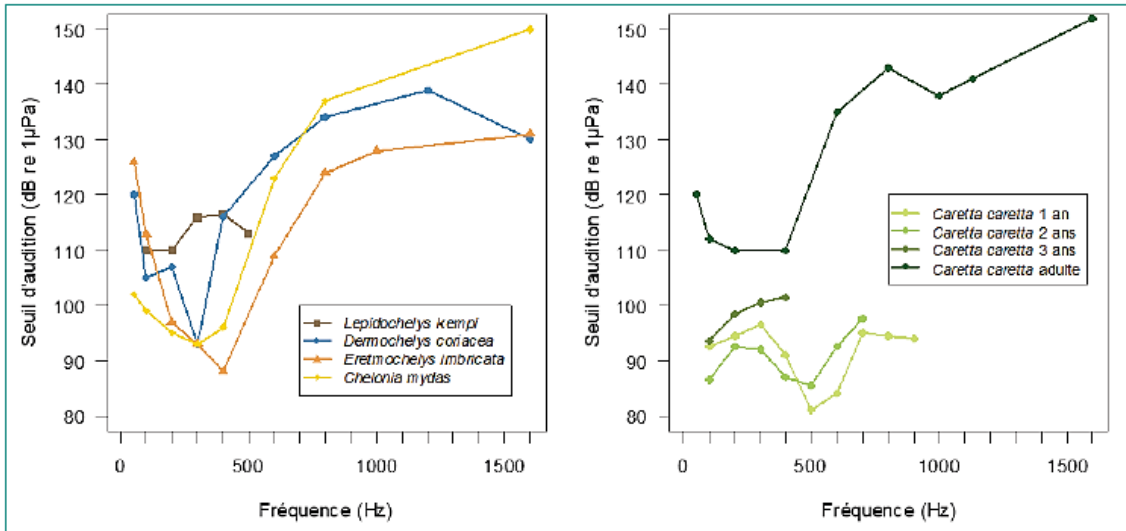 Seuil d'audition (dB re 1µPa)
150
140
130
120
110
100
90
80
0
500
1000
1500
Fréquence (Hz)
Lepidochelys kempi
Dermochelys coriacea
Eretmochelys imbricata
Chelonia mydas
Seuil d'audition (dB re 1µPa)
150
140
130
120
110
100
90
80
0
500
1000
1500
Fréquence (Hz)
Caretta caretta 1 an
Caretta caretta 2 ans
Caretta caretta 3 ans
Caretta caretta adulte